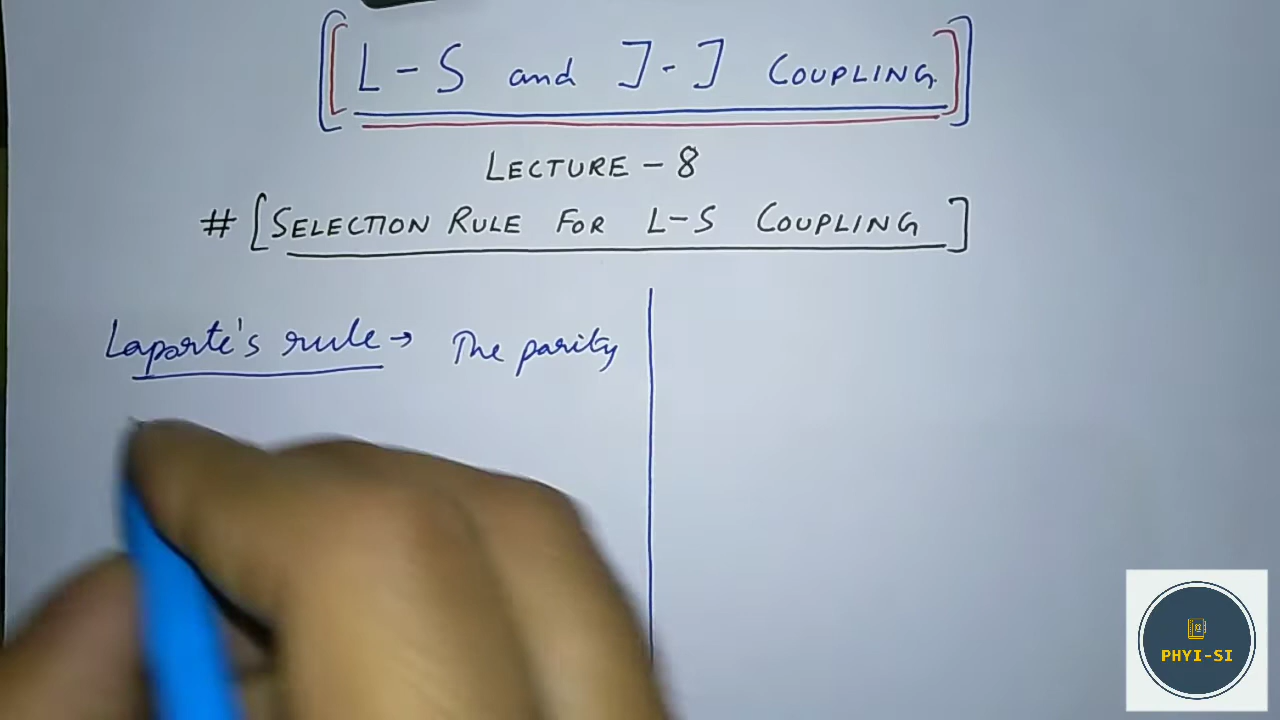 [L-S and J-J COUPLING]
LECTURE - 8
# [SELECTION RULE FOR L-S COUPLING]
Laporte's rule → The parity
PHYI-SI